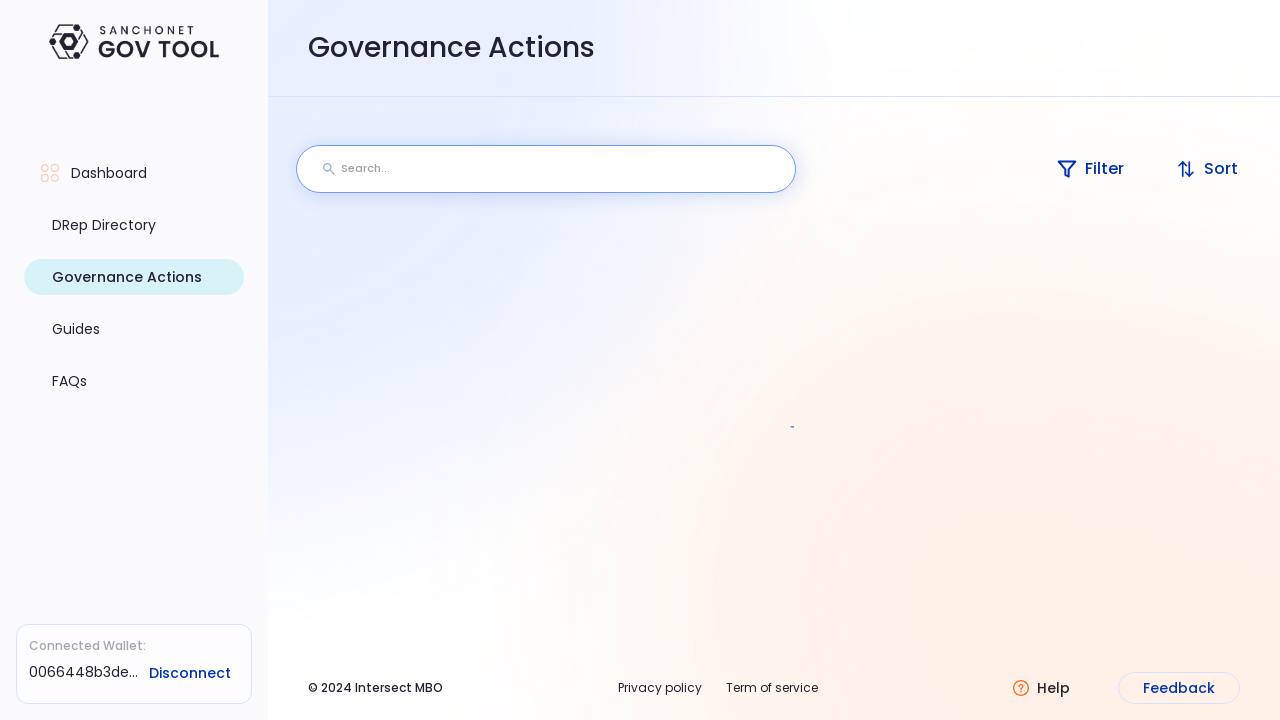 SANCHONET
GOV TOOL
Governance Actions
Dashboard
DRep Directory
Governance Actions
Guides
FAQs
Search...
Filter
Sort
Connected Wallet:
0066448b3de...
Disconnect
© 2024 Intersect MBO
Privacy policy
Term of service
Help
Feedback